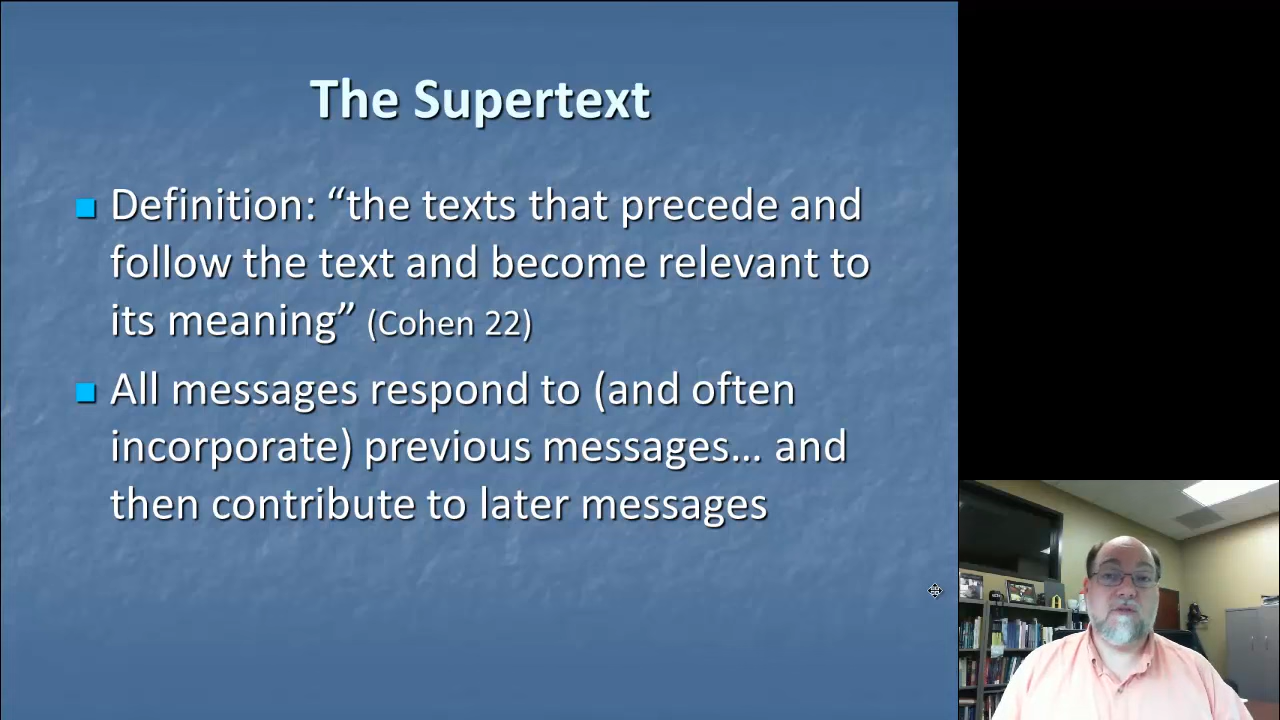 The Supertext
Definition: “the texts that precede and
follow the text and become relevant to
its meaning” (Cohen 22)
All messages respond to (and often
incorporate) previous messages… and
then contribute to later messages